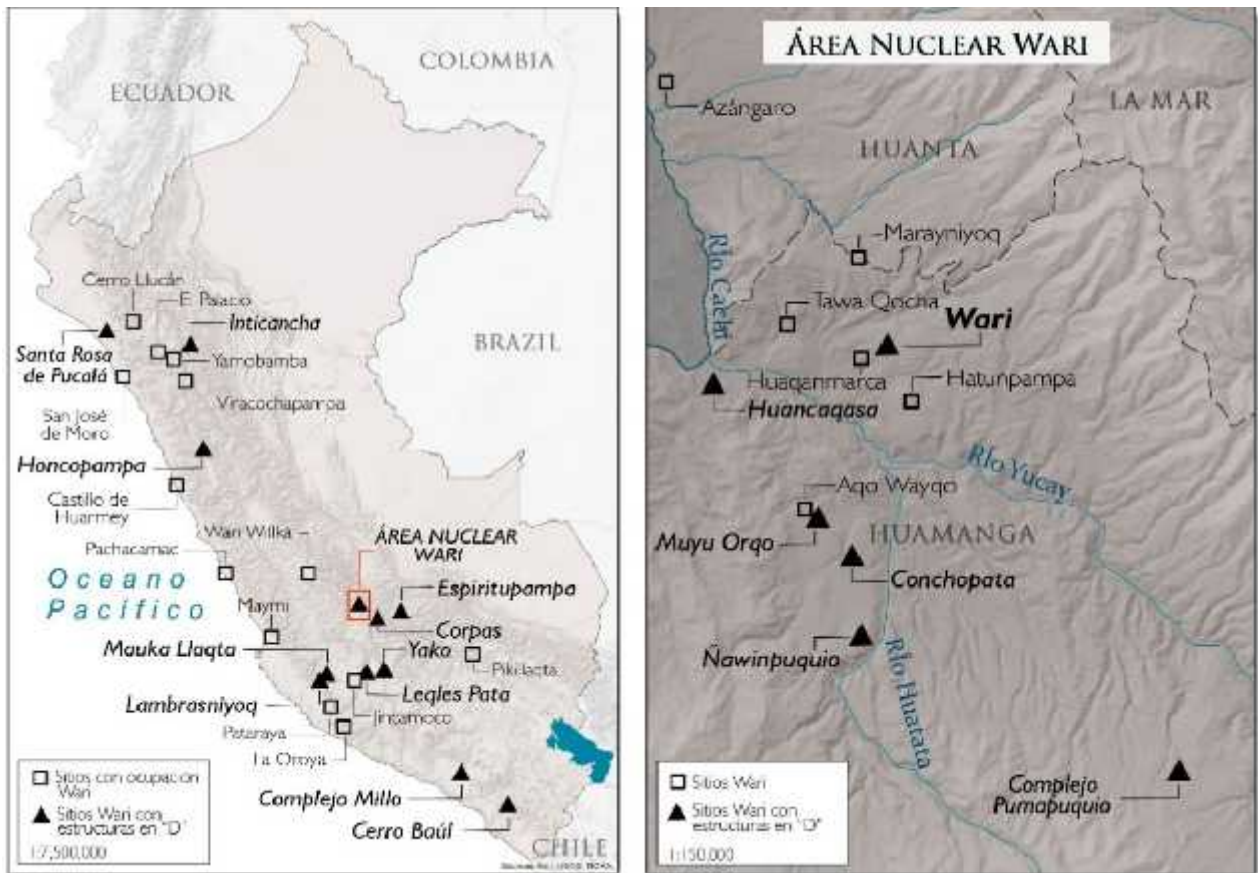 ECUADOR
COLOMBIA
BRAZIL
CHILE
Cerro Llucán
El Palacio
Inticancha
Santa Rosa
de Pucalá
Yamobamba
Viracochapampa
San José
de Moro
Honcopampa
Castillo de
Huarmey
Wari Willka
Pachacamac
ÁREA NUCLEAR
WARI
Oceano
Pacífico
Espiritupampa
Maymi
Corpas
Mauka Llaqta
Yako
Pikillacta
Leqles Pata
Lambrasniyoq
Jincamoco
Pataraya
La Oroya
Complejo Millo
Cerro Baúl
Sitios con ocupación
Wari
Sitios Wari con
estructuras en "D"
1:7,500,000
ÁREA NUCLEAR WARI
Azángaro
LA MAR
HUANTA
Río Cachi
Marayniyoq
Tawa Qocha
Wari
Huaqanmarca
Hatunpampa
Huancaqasa
Río Yucay
Aqo Wayqo
HUAMANGA
Muyu Orqo
Conchopata
Ñawinpuquio
Río Huatata
Complejo
Pumapuquio
Sitios Wari
Sitios Wari con
estructuras en "D"
1:150,000